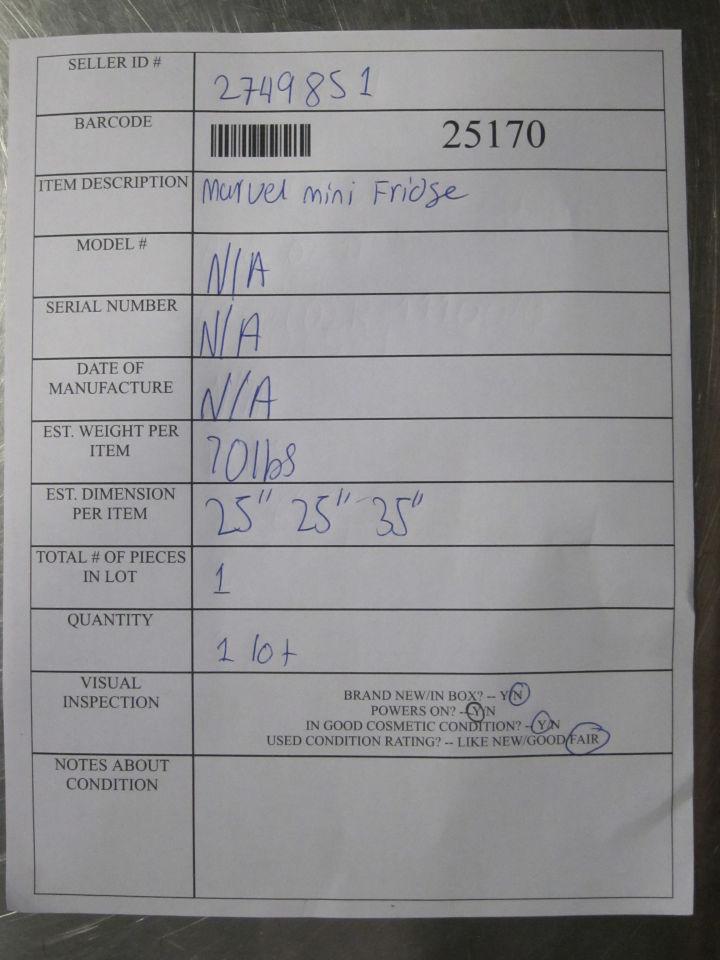 SELLER ID # 2749851
BARCODE 25170
ITEM DESCRIPTION Marvel mini Fridge
MODEL # N/A
SERIAL NUMBER N/A
DATE OF
MANUFACTURE N/A
EST. WEIGHT PER
ITEM 70lbs
EST. DIMENSION
PER ITEM 25" 25" 35"
TOTAL # OF PIECES
IN LOT 1
QUANTITY 1 lot
VISUAL
INSPECTION
BRAND NEW/IN BOX? -- Y/N
POWERS ON? -- Y/N
IN GOOD COSMETIC CONDITION? -- Y/N
USED CONDITION RATING? -- LIKE NEW/GOOD/FAIR
NOTES ABOUT
CONDITION